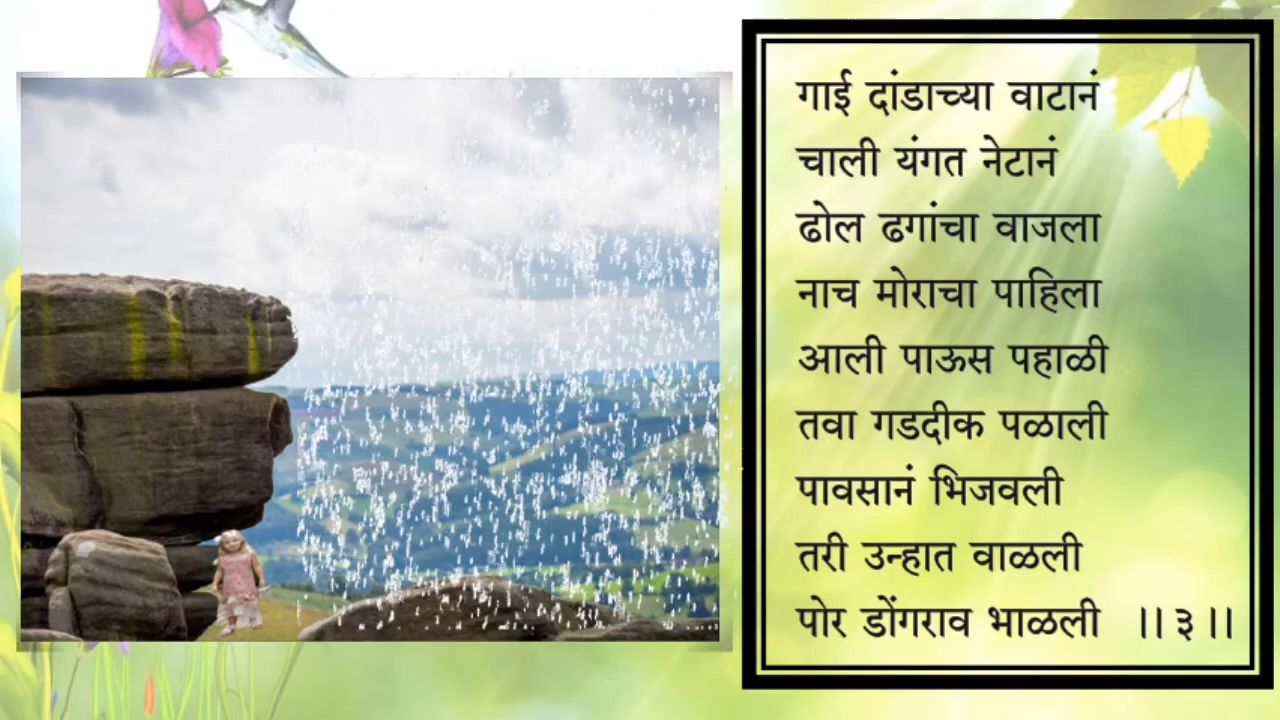 गाई दांडाच्या वाटानं
चाली यंगत नेटानं
ढोल ढगांचा वाजला
नाच मोराचा पाहिला
आली पाऊस पहाळी
तवा गडदीक पळाली
पावसानं भिजवली
तरी उन्हात वाळली
पोर डोंगराव भाळली ।।३।।